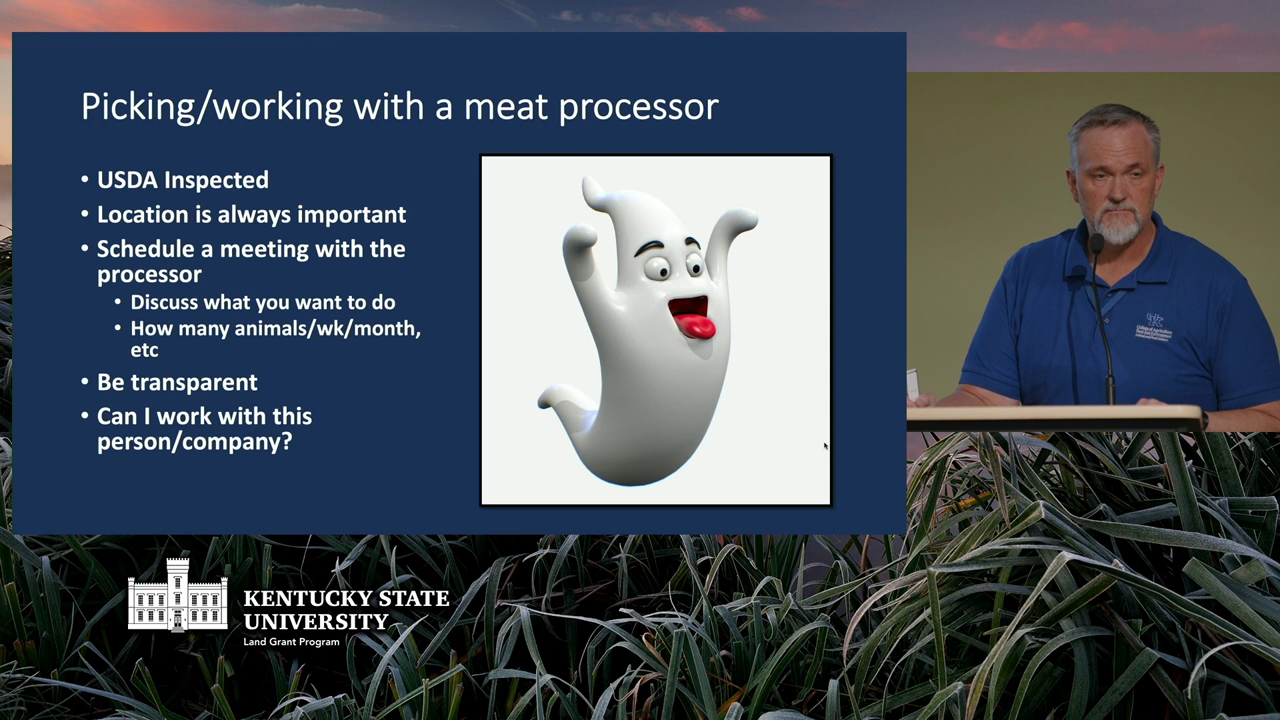 Picking/working with a meat processor
• USDA Inspected
• Location is always important
• Schedule a meeting with the
processor
• Discuss what you want to do
• How many animals/wk/month,
etc
• Be transparent
• Can I work with this
person/company?
KENTUCKY STATE
UNIVERSITY
Land Grant Program